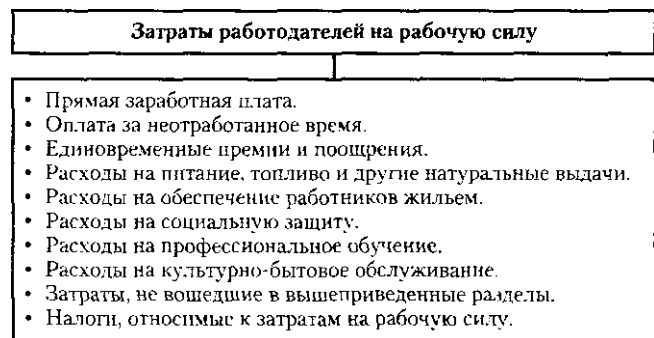 Затраты работодателей на рабочую силу
• Прямая заработная плата.
• Оплата за неотработанное время.
• Единовременные премии и поощрения.
• Расходы на питание, топливо и другие натуральные выдачи.
• Расходы на обеспечение работников жильем.
• Расходы на социальную защиту.
• Расходы на профессиональное обучение.
• Расходы на культурно-бытовое обслуживание.
• Затраты, не вошедшие в вышеприведенные разделы.
• Налоги, относимые к затратам на рабочую силу.